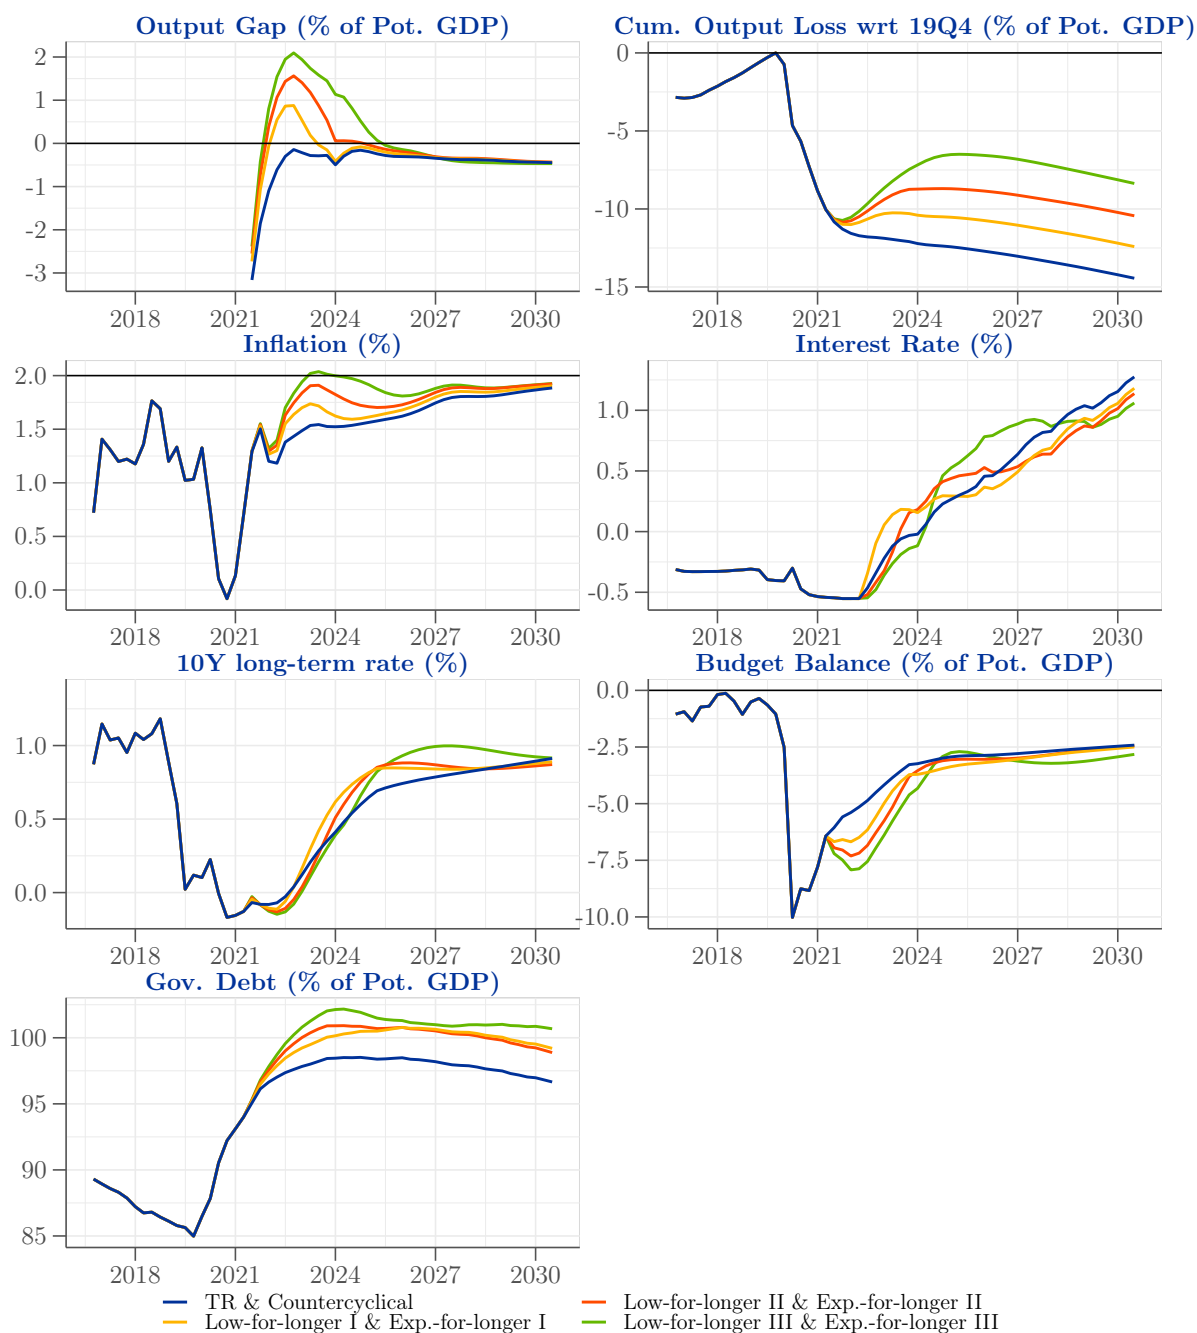 Output Gap (% of Pot. GDP)
2
1
0
-1
-2
-3
2018 2021 2024 2027 2030
Cum. Output Loss wrt 19Q4 (% of Pot. GDP)
0
-5
-10
-15
2018 2021 2024 2027 2030
Inflation (%)
2.0
1.5
1.0
0.5
0.0
2018 2021 2024 2027 2030
Interest Rate (%)
1.0
0.5
0.0
-0.5
2018 2021 2024 2027 2030
10Y long-term rate (%)
1.0
0.5
0.0
2018 2021 2024 2027 2030
Budget Balance (% of Pot. GDP)
0.0
-2.5
-5.0
-7.5
-10.0
2018 2021 2024 2027 2030
Gov. Debt (% of Pot. GDP)
100
95
90
85
2018 2021 2024 2027 2030
TR & Countercyclical
Low-for-longer I & Exp.-for-longer I
Low-for-longer II & Exp.-for-longer II
Low-for-longer III & Exp.-for-longer III